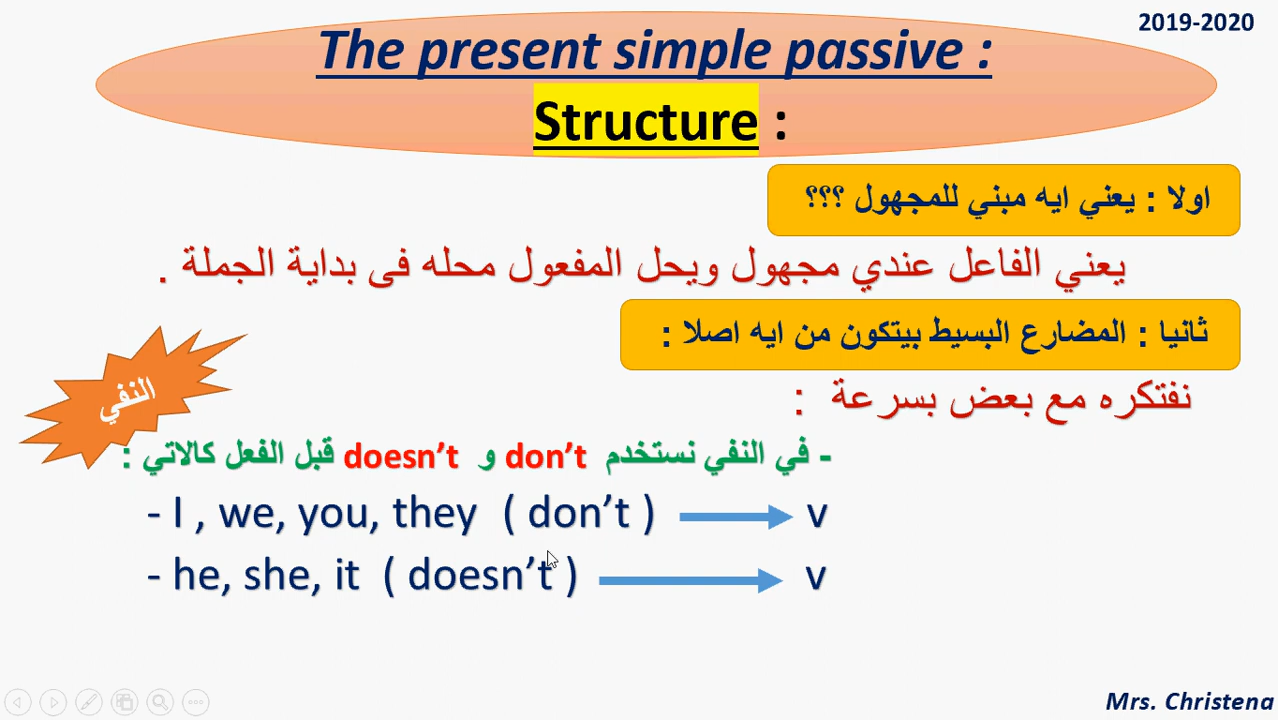 2019-2020
The present simple passive :
Structure :
اولا : يعني ايه مبني للمجهول ؟؟؟
يعني الفاعل عندي مجهول ويحل المفعول محله فى بداية الجملة .
ثانيا : المضارع البسيط بيتكون من ايه اصلا :
نفتكره مع بعض بسرعة :
النفي
- في النفي نستخدم don’t و doesn’t قبل الفعل كالاتي :
- I , we, you, they ( don’t ) v
- he, she, it ( doesn’t ) v
Mrs. Christena